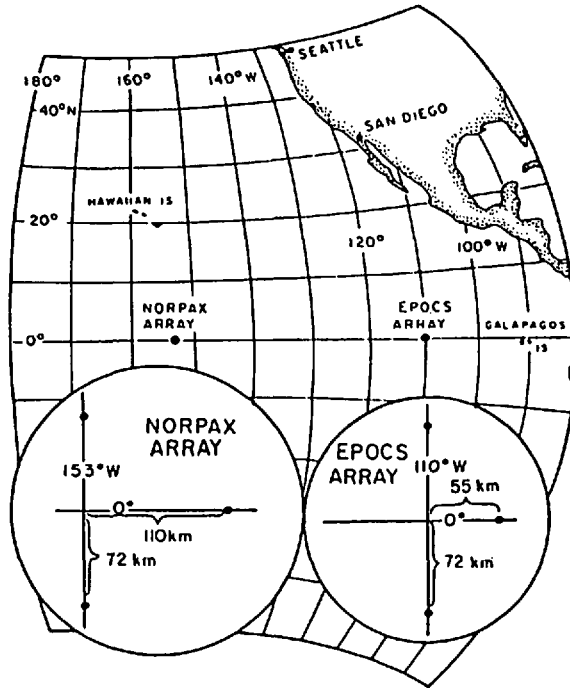 SEATTLE
180°
160°
140°W
40°N
SAN DIEGO
HAWAIIAN IS
20°
120°
100°W
NORPAX
ARRAY
EPOCS
ARRAY
GALAPAGOS
IS
0°
NORPAX
ARRAY
153°W
0°
110km
72 km
EPOCS
ARRAY
110°W
55 km
0°
72 km